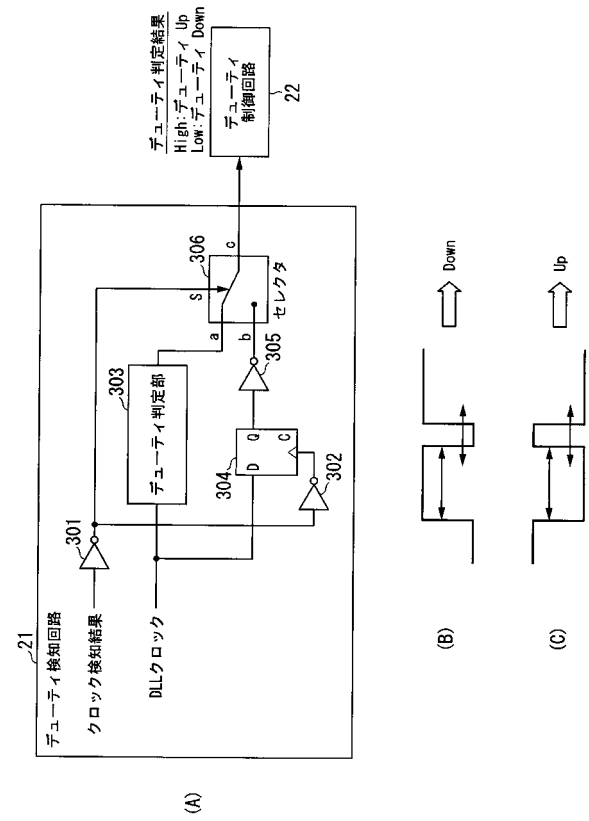 (A)
21
デューティ検知回路
クロック検知結果
DLLクロック
301
303
デューティ判定部
304
D
Q
C
302
305
306
S
a
b
c
セレクタ
デューティ判定結果
High:デューティ Up
Low:デューティ Down
デューティ
制御回路
22
(B)
Down
(C)
Up